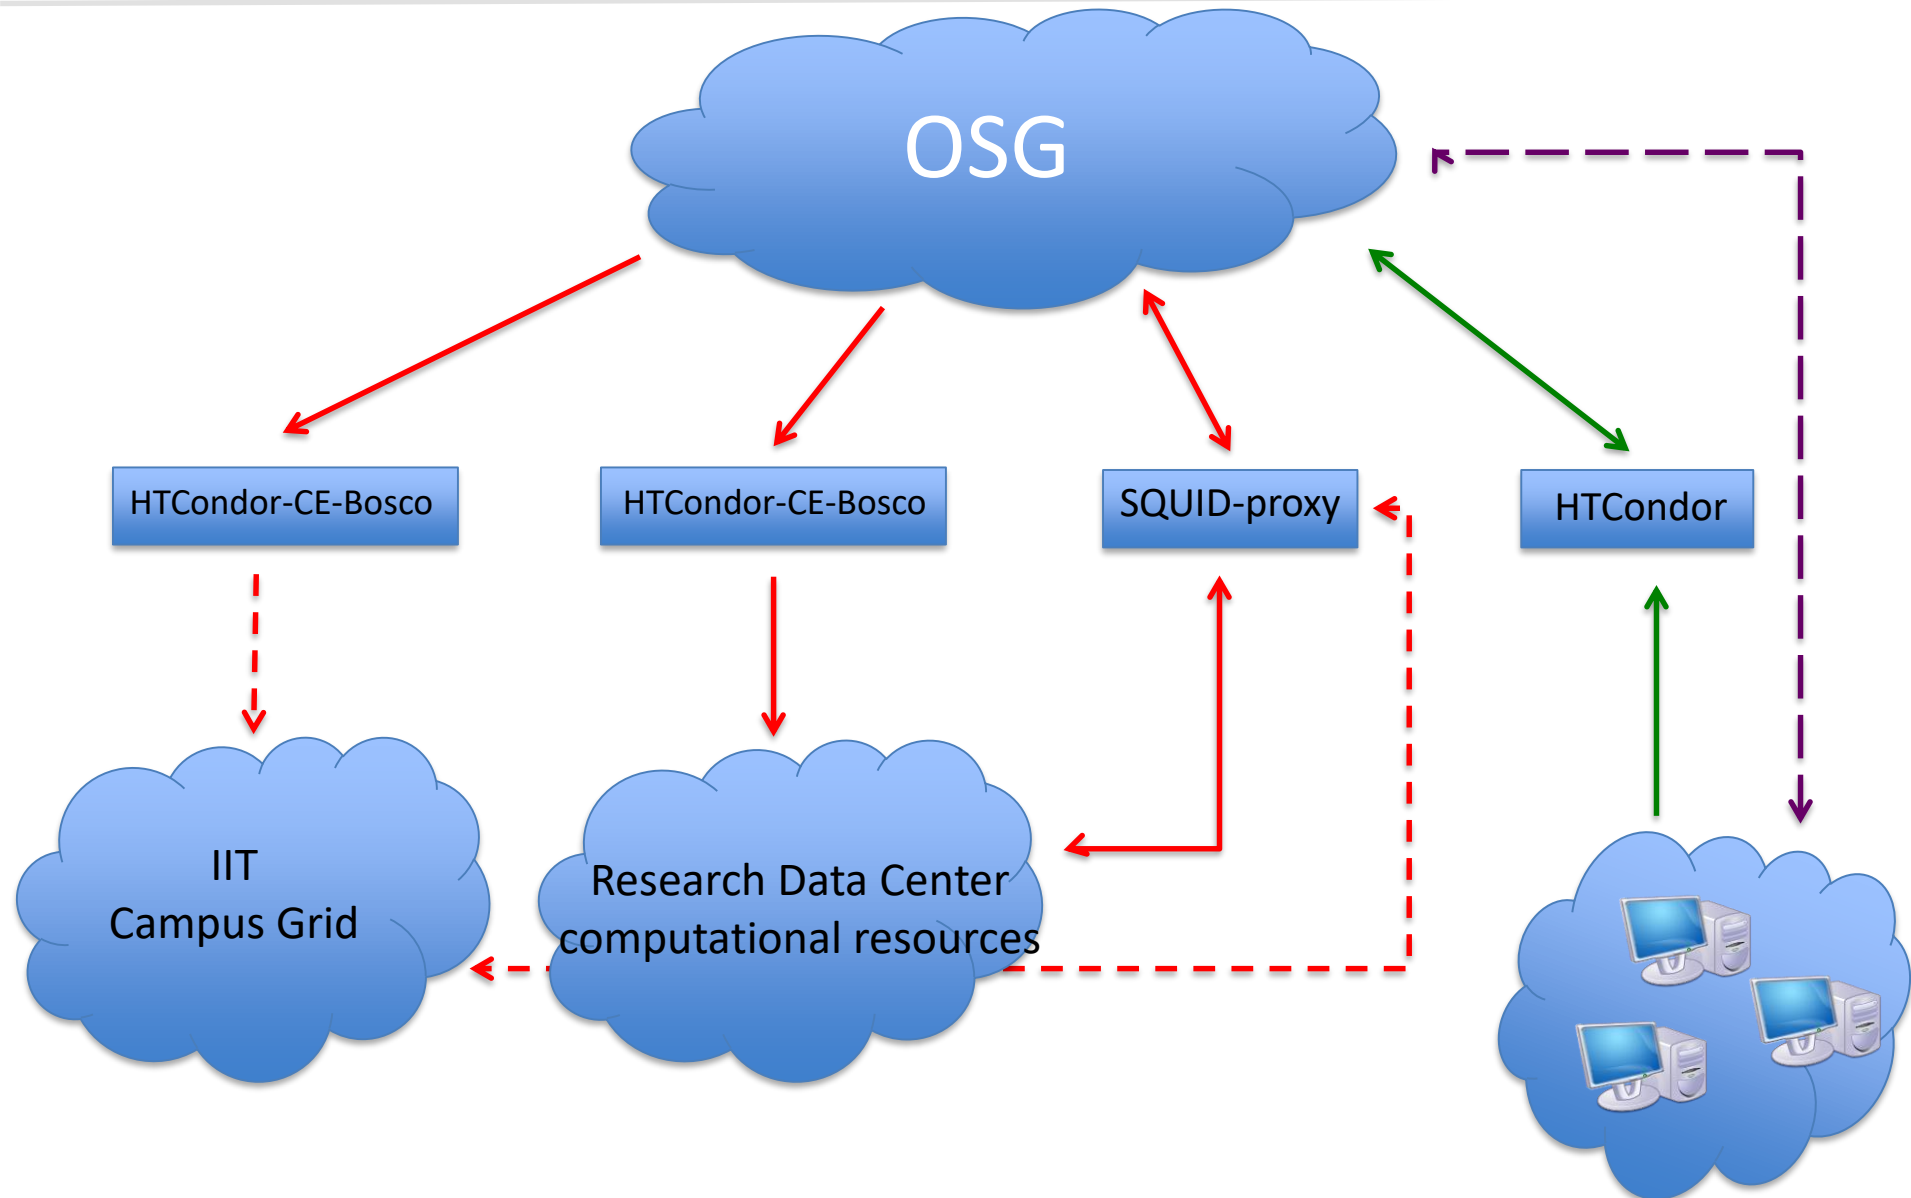 OSG
HTCondor-CE-Bosco
HTCondor-CE-Bosco
SQUID-proxy
HTCondor
IIT
Campus Grid
Research Data Center
computational resources